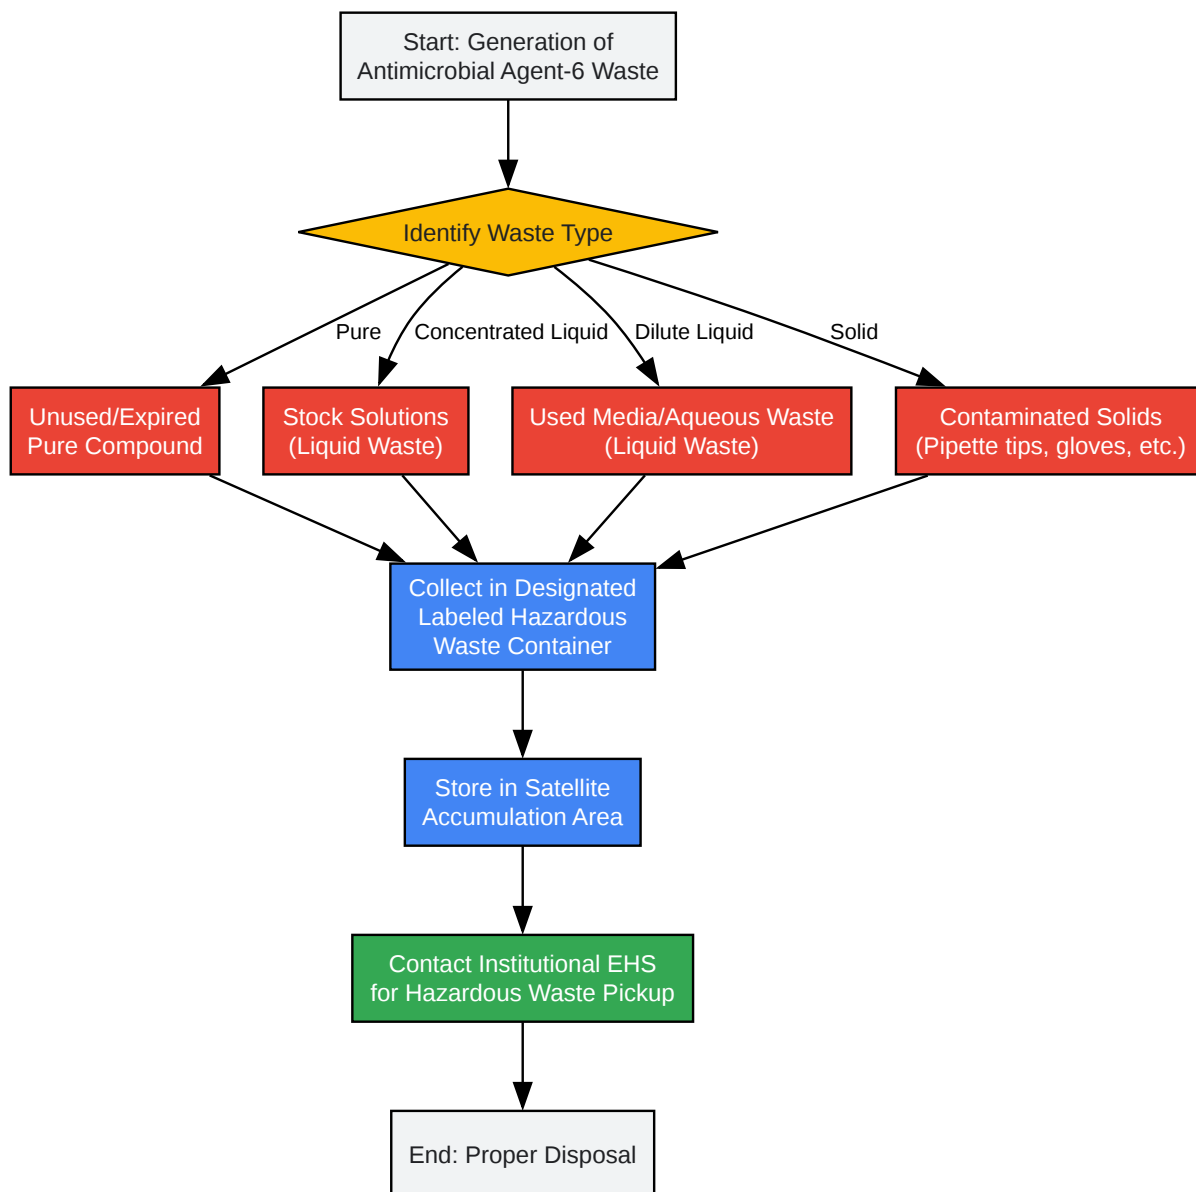 Start: Generation of
Antimicrobial Agent-6 Waste
Identify Waste Type
Pure
Concentrated Liquid
Dilute Liquid
Solid
Unused/Expired
Pure Compound
Stock Solutions
(Liquid Waste)
Used Media/Aqueous Waste
(Liquid Waste)
Contaminated Solids
(Pipette tips, gloves, etc.)
Collect in Designated
Labeled Hazardous
Waste Container
Store in Satellite
Accumulation Area
Contact Institutional EHS
for Hazardous Waste Pickup
End: Proper Disposal